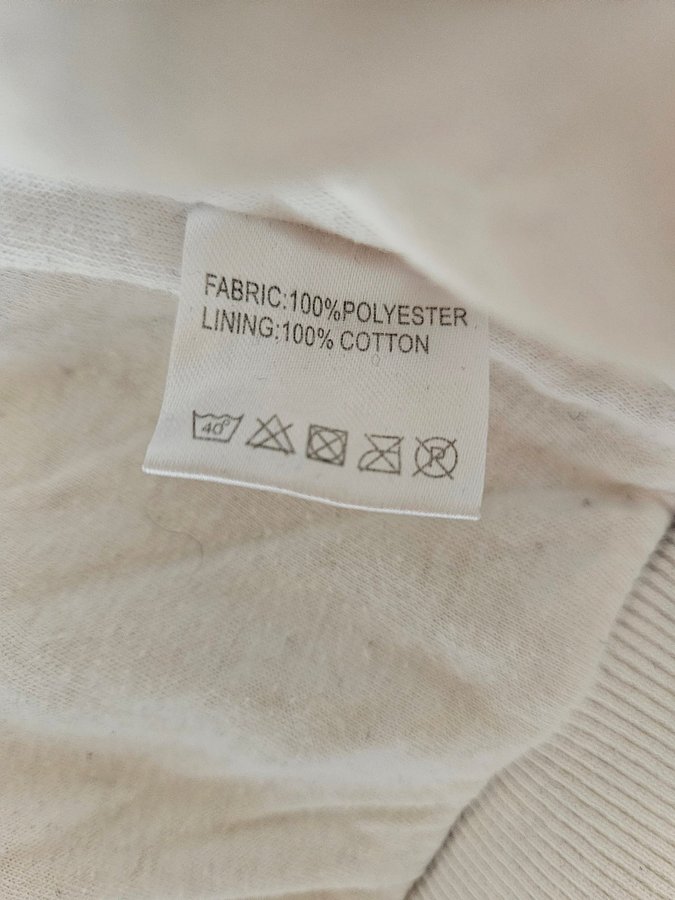 FABRIC:100%POLYESTER
LINING:100% COTTON
40° P